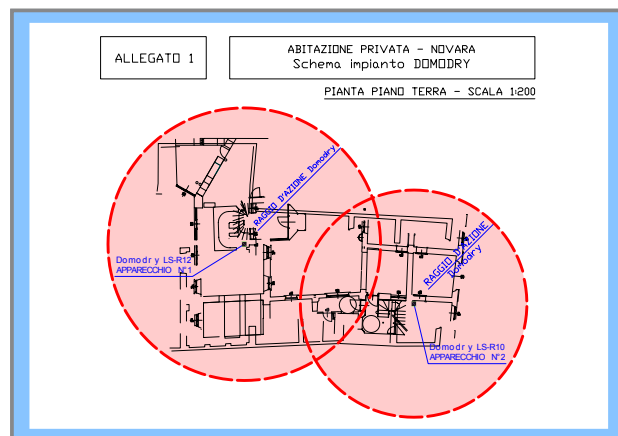 ALLEGATO 1
ABITAZIONE PRIVATA - NOVARA
Schema impianto DOMODRY
PIANTA PIANO TERRA - SCALA 1:200
RAGGIO D'AZIONE Domodry
Domodry LS-R12
APPARECCHIO N°1
RAGGIO D'AZIONE
Domodry
Domodry LS-R10
APPARECCHIO N°2